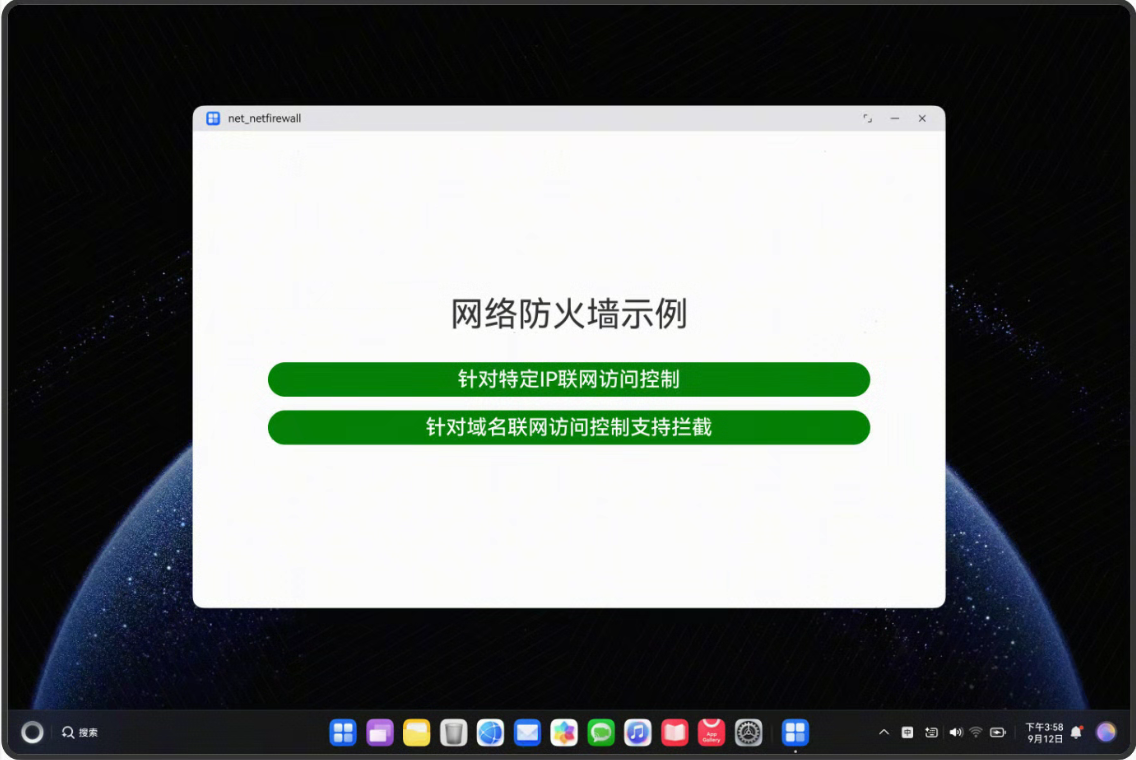 net_netfirewall
网络防火墙示例
针对特定IP联网访问控制
针对域名联网访问控制支持拦截
搜索
App
Gallery
中
下午3:58
9月12日